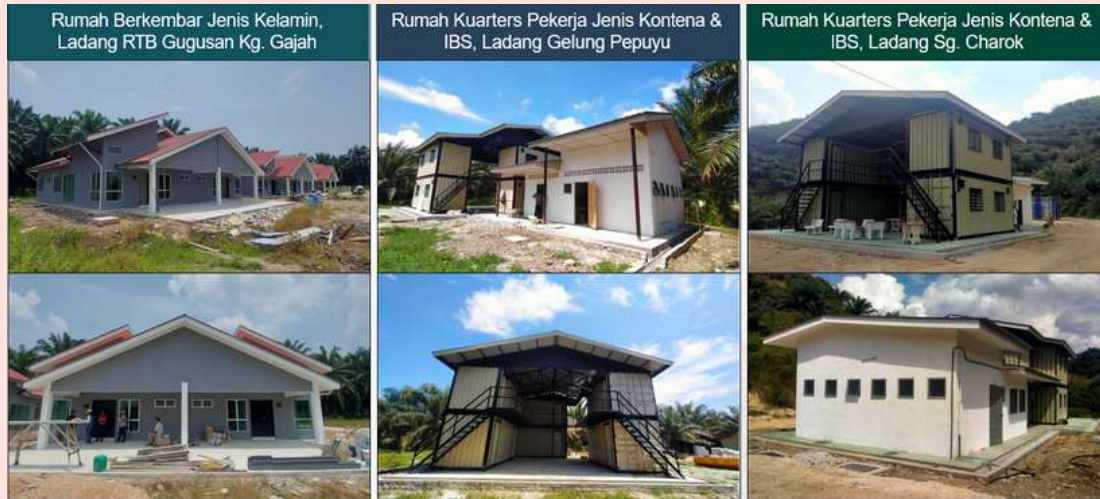 Rumah Berkembar Jenis Kelamin,
Ladang RTB Gugusan Kg. Gajah
Rumah Kuarters Pekerja Jenis Kontena &
IBS, Ladang Gelung Pepuyu
Rumah Kuarters Pekerja Jenis Kontena &
IBS, Ladang Sg. Charok